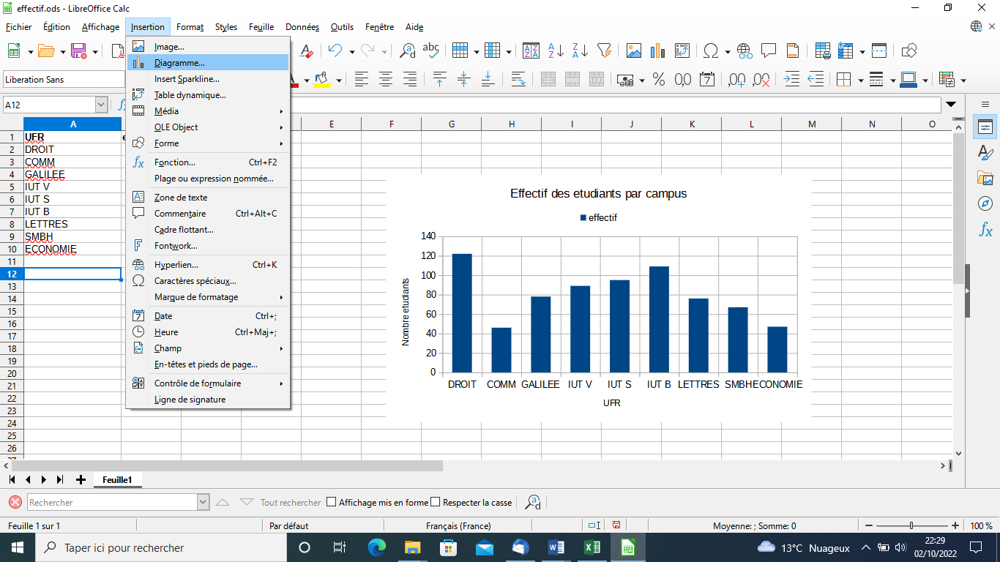 effectif.ods - LibreOffice Calc
Fichier Édition Affichage Insertion Format Styles Feuille Données Outils Fenêtre Aide
Liberation Sans
A12
Image...
Diagramme...
Insert Sparkline...
Table dynamique...
Média
OLE Object
Forme
Fonction... Ctrl+F2
Plage ou expression nommée...
Zone de texte
Commentaire Ctrl+Alt+C
Cadre flottant...
Fontwork...
Hyperlien... Ctrl+K
Caractères spéciaux...
Marque de formatage
Date Ctrl+;
Heure Ctrl+Maj+;
Champ
En-têtes et pieds de page...
Contrôle de formulaire
Ligne de signature
A E F G H I J K L M N O
1 UFR
2 DROIT
3 COMM
4 GALILEE
5 IUT V
6 IUT S
7 IUT B
8 LETTRES
9 SMBH
10 ECONOMIE
11
12
13
14
15
16
17
18
19
20
21
22
23
24
25
26
Effectif des etudiants par campus
effectif
140
120
100
80
60
40
20
0
Nombre etudiants
DROIT COMM GALILEE IUT V IUT S IUT B LETTRES SMBH ECONOMIE
UFR
Feuille1
Rechercher Tout rechercher Affichage mis en forme Respecter la casse
Feuille 1 sur 1 Par défaut Français (France) Moyenne: ; Somme: 0 100 %
Taper ici pour rechercher 13°C Nuageux 22:29
02/10/2022